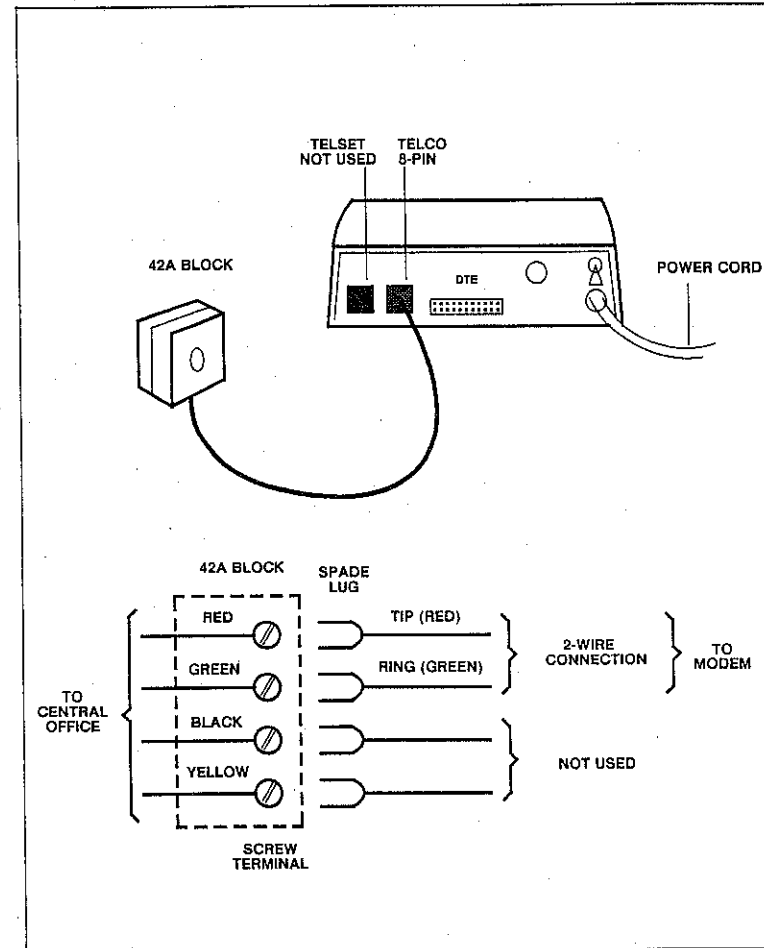 TELSET
NOT USED
TELCO
8-PIN
42A BLOCK
DTE
POWER CORD
42A BLOCK
SPADE
LUG
RED
TIP (RED)
GREEN
RING (GREEN)
2-WIRE
CONNECTION
TO
MODEM
TO
CENTRAL
OFFICE
BLACK
YELLOW
NOT USED
SCREW
TERMINAL